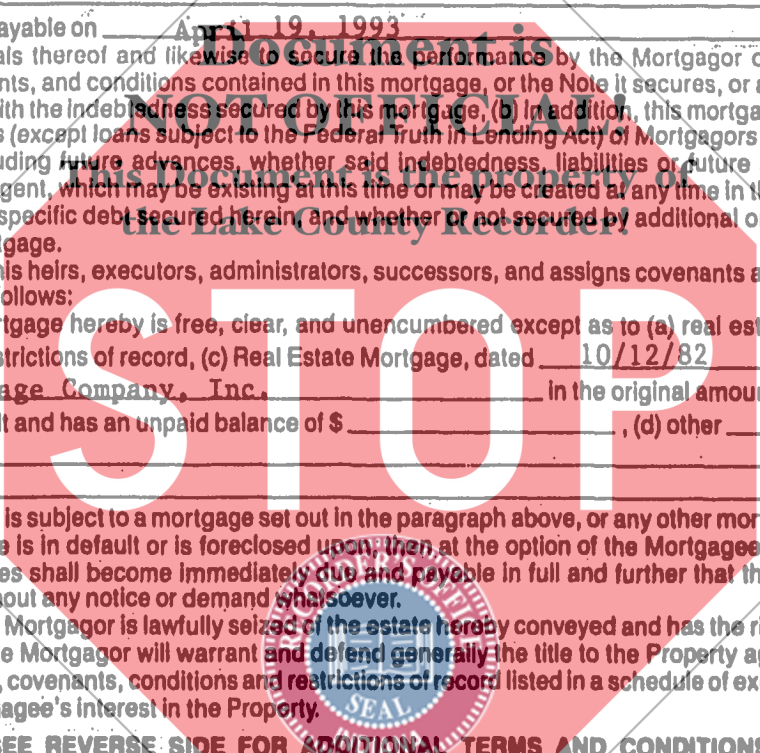 ayable on April 19, 1993
Document is
als thereof and likewise to secure the performance by the Mortgagor o
nts, and conditions contained in this mortgage, or the Note it secures, or a
NOT OFFICIAL!
with the indebtedness secured by this mortgage, (b) in addition, this mortga
s (except loans subject to the Federal Truth in Lending Act) of Mortgagors
uding future advances, whether said indebtedness, liabilities or future
This Document is the property of
gent, which may be existing at this time or may be created at any time in th
the Lake County Recorder!
specific debt secured herein, and whether or not secured by additional o
tgage.
his heirs, executors, administrators, successors, and assigns covenants a
ollows:
rtgage hereby is free, clear, and unencumbered except as to (a) real est
STOP
strictions of record, (c) Real Estate Mortgage, dated 10/12/82
age Company, Inc. in the original amou
lt and has an unpaid balance of $ , (d) other
is subject to a mortgage set out in the paragraph above, or any other mor
e is in default or is foreclosed upon, then at the option of the Mortgagee
es shall become immediately due and payable in full and further that th
out any notice or demand whatsoever.
Mortgagor is lawfully seized of the estate hereby conveyed and has the ri
e Mortgagor will warrant and defend generally the title to the Property ag
, covenants, conditions and restrictions of record listed in a schedule of ex
agee's interest in the Property.
SEAL
SEE REVERSE SIDE FOR ADDITIONAL TERMS AND CONDITIONS